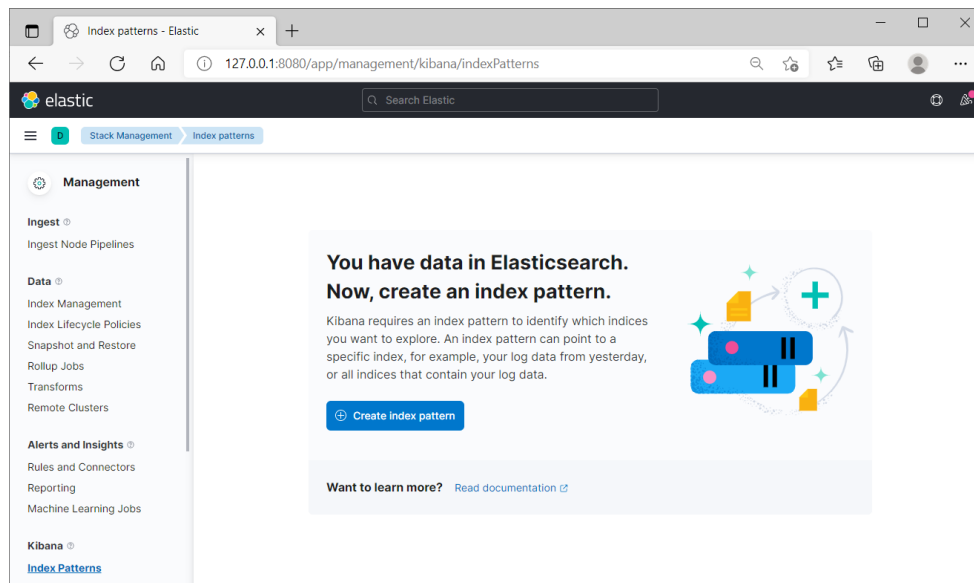 Index patterns - Elastic
127.0.0.1:8080/app/management/kibana/indexPatterns
elastic
Search Elastic
D
Stack Management
Index patterns
Management
Ingest
Ingest Node Pipelines
Data
Index Management
Index Lifecycle Policies
Snapshot and Restore
Rollup Jobs
Transforms
Remote Clusters
Alerts and Insights
Rules and Connectors
Reporting
Machine Learning Jobs
Kibana
Index Patterns
You have data in Elasticsearch.
Now, create an index pattern.
Kibana requires an index pattern to identify which indices
you want to explore. An index pattern can point to a
specific index, for example, your log data from yesterday,
or all indices that contain your log data.
Create index pattern
Want to learn more? Read documentation